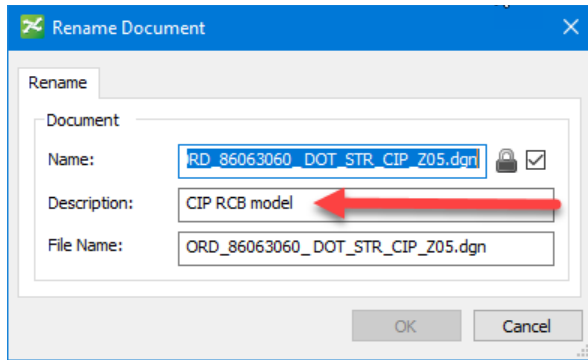 Rename Document
Rename
Document
Name: RD_86063060_ DOT_STR_CIP_Z05.dgn
Description: CIP RCB model
File Name: ORD_86063060_ DOT_STR_CIP_Z05.dgn
OK Cancel